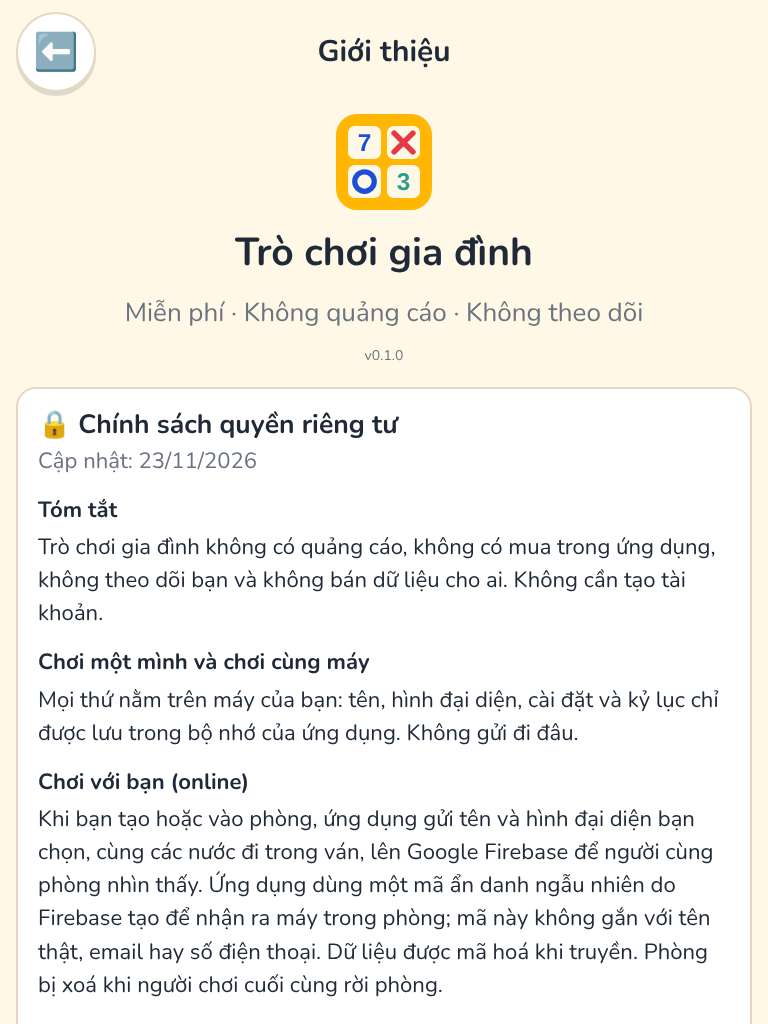 Giới thiệu
7
3
Trò chơi gia đình
Miễn phí · Không quảng cáo · Không theo dõi
v0.1.0
🔒 Chính sách quyền riêng tư
Cập nhật: 23/11/2026
Tóm tắt
Trò chơi gia đình không có quảng cáo, không có mua trong ứng dụng,
không theo dõi bạn và không bán dữ liệu cho ai. Không cần tạo tài
khoản.
Chơi một mình và chơi cùng máy
Mọi thứ nằm trên máy của bạn: tên, hình đại diện, cài đặt và kỷ lục chỉ
được lưu trong bộ nhớ của ứng dụng. Không gửi đi đâu.
Chơi với bạn (online)
Khi bạn tạo hoặc vào phòng, ứng dụng gửi tên và hình đại diện bạn
chọn, cùng các nước đi trong ván, lên Google Firebase để người cùng
phòng nhìn thấy. Ứng dụng dùng một mã ẩn danh ngẫu nhiên do
Firebase tạo để nhận ra máy trong phòng; mã này không gắn với tên
thật, email hay số điện thoại. Dữ liệu được mã hoá khi truyền. Phòng
bị xoá khi người chơi cuối cùng rời phòng.